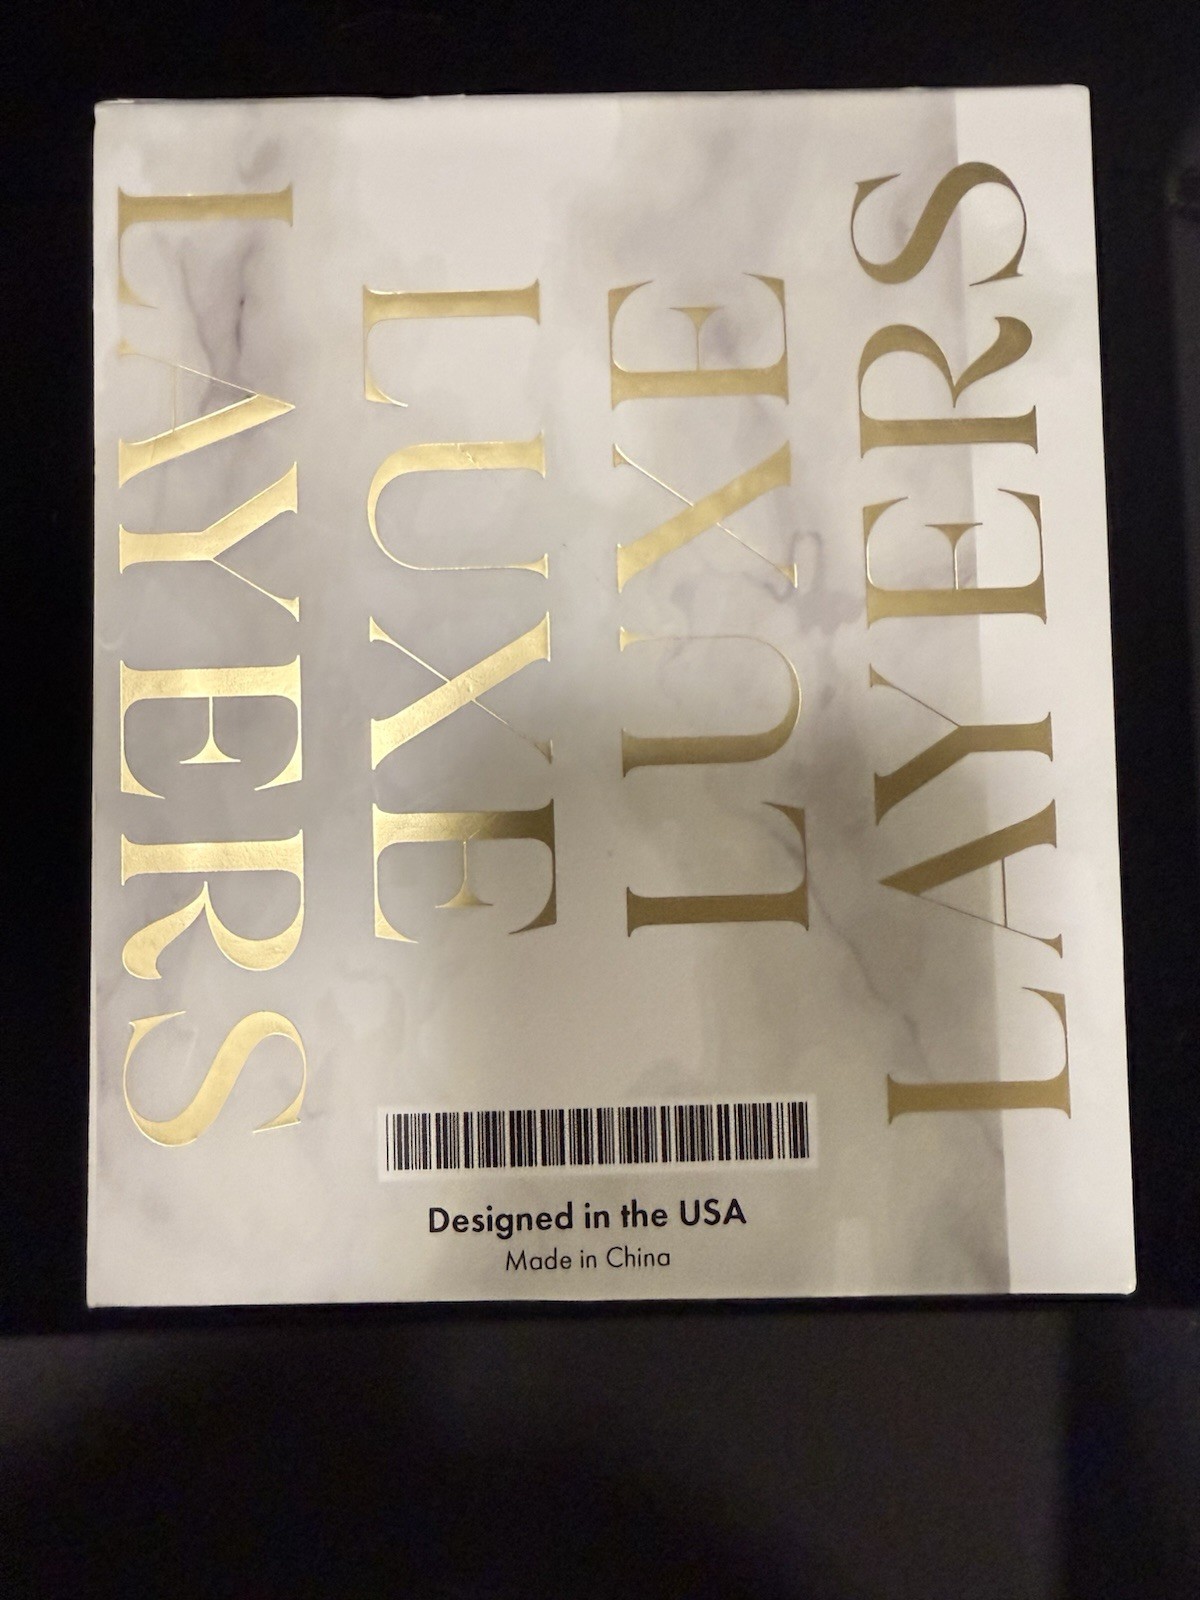 LAYERS
LUXE
LUXE
LAYERS
Designed in the USA
Made in China